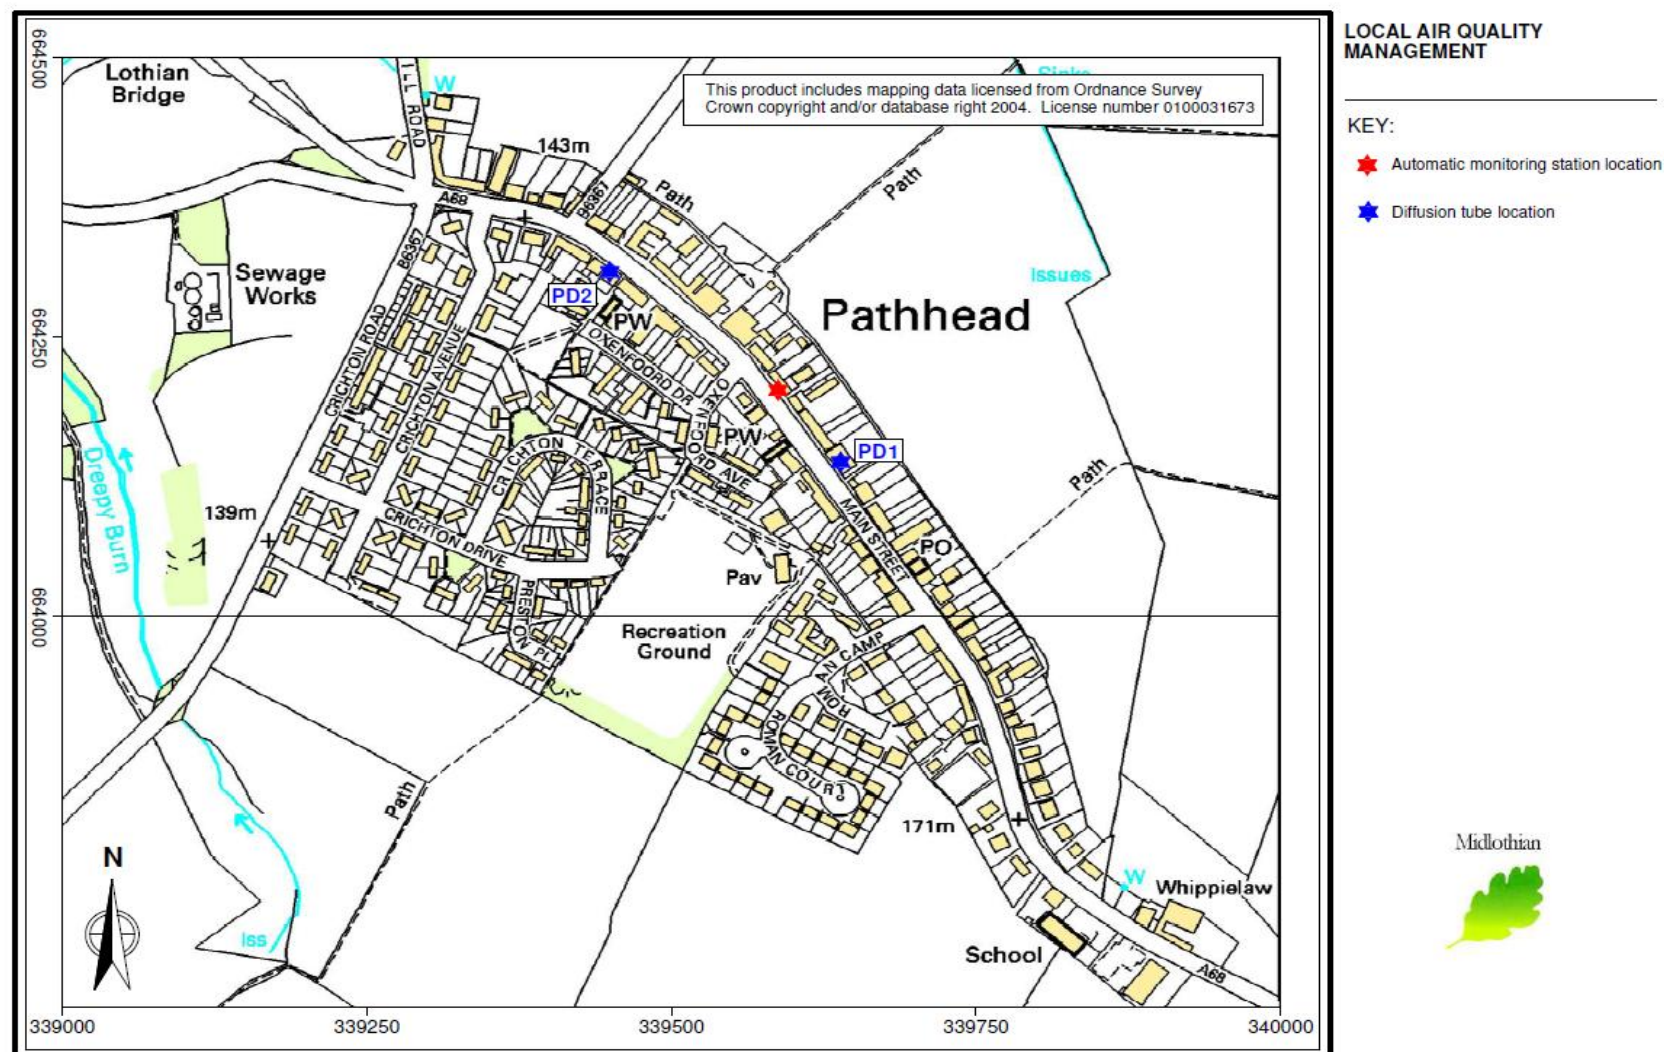 LOCAL AIR QUALITY
MANAGEMENT
KEY:
Automatic monitoring station location
Diffusion tube location
This product includes mapping data licensed from Ordnance Survey
Crown copyright and/or database right 2004. License number 0100031673
664500
664250
664000
339000
339250
339500
339750
340000
Lothian
Bridge
ILL ROAD
W
143m
A68
B6367
Path
Path
Issues
B6367
Sewage
Works
PD2
PW
Pathhead
CRICHTON ROAD
CRICHTON AVENUE
OXENFOORD DR
OXENFOORD AVE
PW
PD1
CRICHTON TERRACE
Path
Dreepy Burn
139m
CRICHTON DRIVE
MAIN STREET
PO
Pav
PRESTON PL
Recreation
Ground
ROMAN CAMP
ROMAN COURT
Path
171m
N
Iss
W
Whippielaw
School
A68
Midlothian